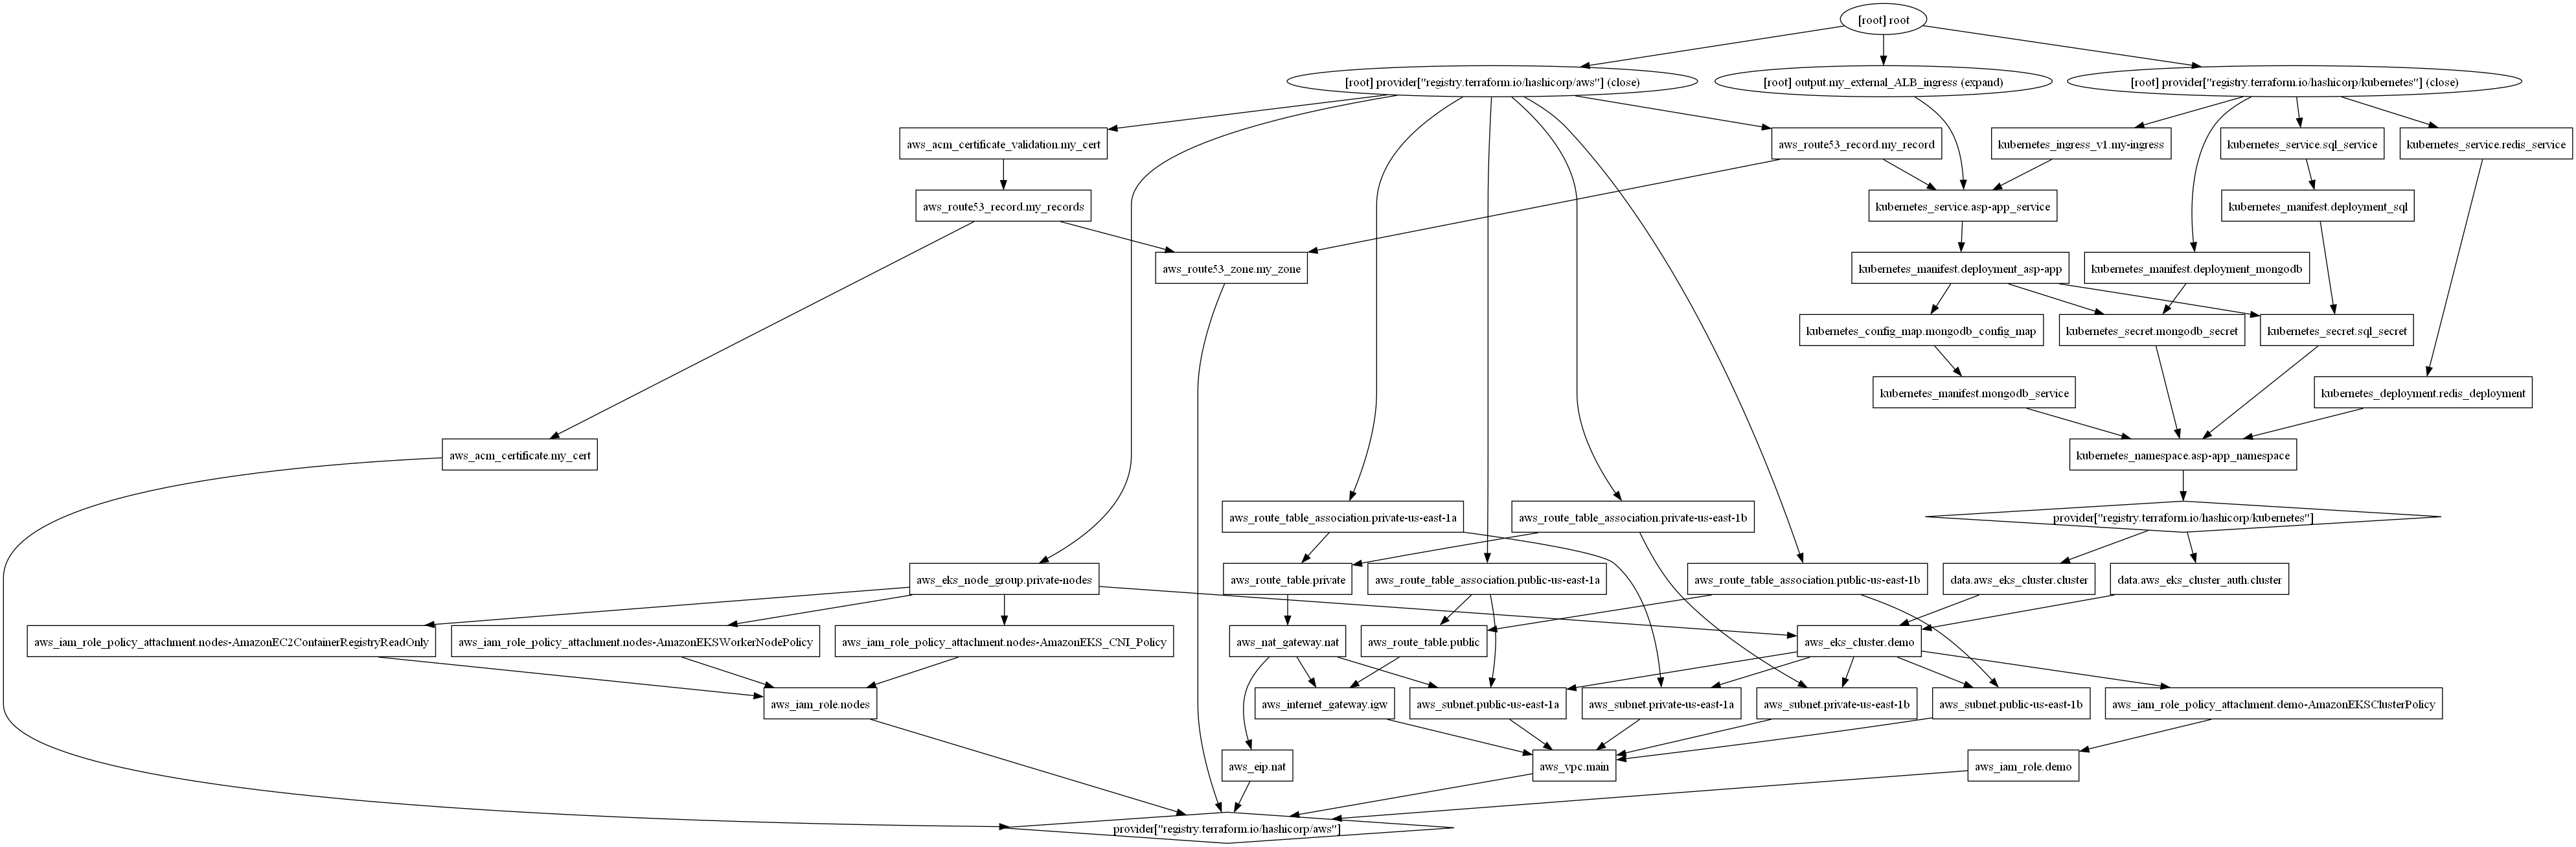 [root] root
[root] provider["registry.terraform.io/hashicorp/aws"] (close)
[root] output.my_external_ALB_ingress (expand)
[root] provider["registry.terraform.io/hashicorp/kubernetes"] (close)
aws_acm_certificate_validation.my_cert
aws_route53_record.my_record
kubernetes_ingress_v1.my-ingress
kubernetes_service.sql_service
kubernetes_service.redis_service
aws_route53_record.my_records
kubernetes_service.asp-app_service
kubernetes_manifest.deployment_sql
aws_route53_zone.my_zone
kubernetes_manifest.deployment_asp-app
kubernetes_manifest.deployment_mongodb
kubernetes_config_map.mongodb_config_map
kubernetes_secret.mongodb_secret
kubernetes_secret.sql_secret
kubernetes_manifest.mongodb_service
kubernetes_deployment.redis_deployment
aws_acm_certificate.my_cert
kubernetes_namespace.asp-app_namespace
aws_route_table_association.private-us-east-1a
aws_route_table_association.private-us-east-1b
provider["registry.terraform.io/hashicorp/kubernetes"]
aws_eks_node_group.private-nodes
aws_route_table.private
aws_route_table_association.public-us-east-1a
aws_route_table_association.public-us-east-1b
data.aws_eks_cluster.cluster
data.aws_eks_cluster_auth.cluster
aws_iam_role_policy_attachment.nodes-AmazonEC2ContainerRegistryReadOnly
aws_iam_role_policy_attachment.nodes-AmazonEKSWorkerNodePolicy
aws_iam_role_policy_attachment.nodes-AmazonEKS_CNI_Policy
aws_nat_gateway.nat
aws_route_table.public
aws_eks_cluster.demo
aws_iam_role.nodes
aws_internet_gateway.igw
aws_subnet.public-us-east-1a
aws_subnet.private-us-east-1a
aws_subnet.private-us-east-1b
aws_subnet.public-us-east-1b
aws_iam_role_policy_attachment.demo-AmazonEKSClusterPolicy
aws_eip.nat
aws_vpc.main
aws_iam_role.demo
provider["registry.terraform.io/hashicorp/aws"]